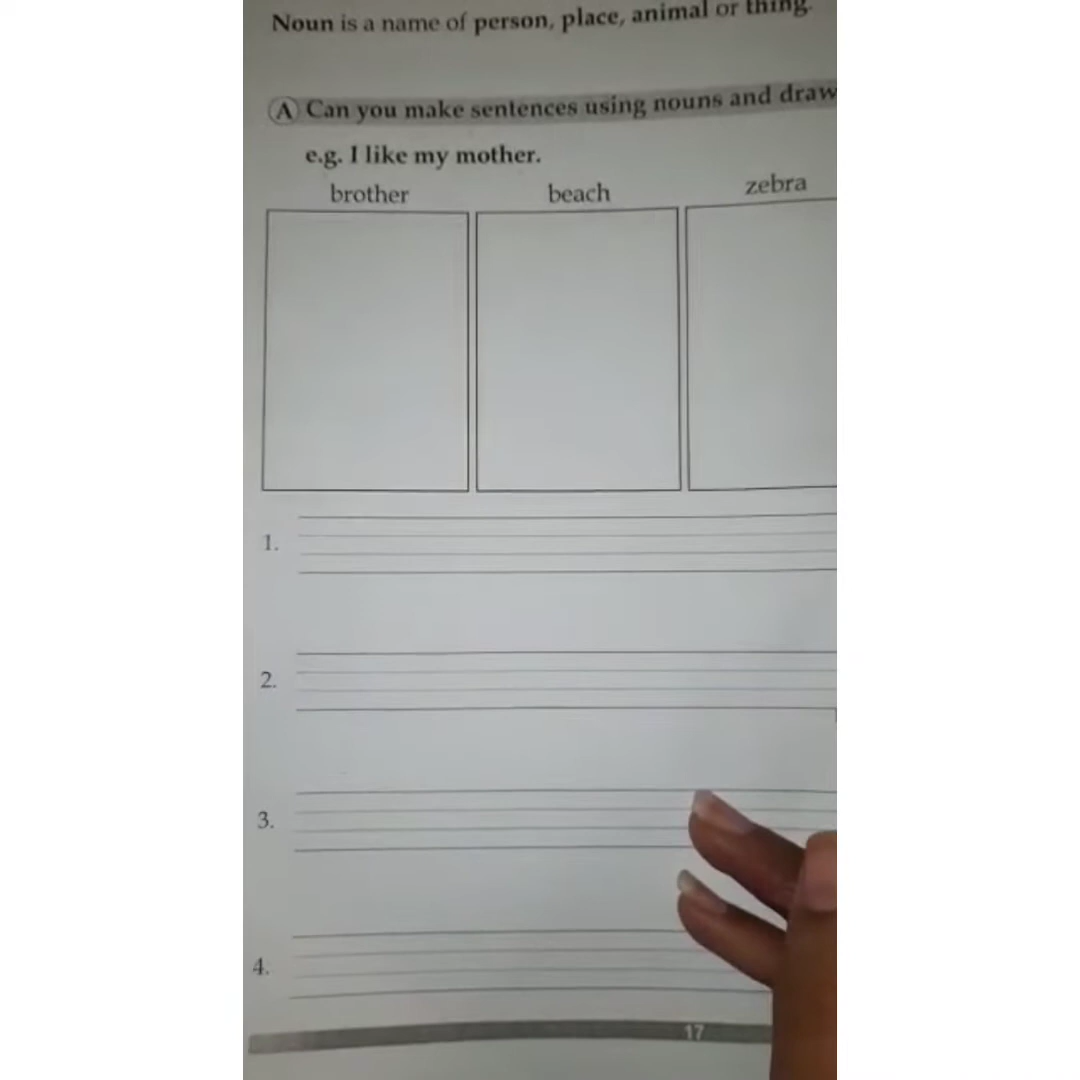 Noun is a name of person, place, animal or thing.
A Can you make sentences using nouns and draw
e.g. I like my mother.
brother beach zebra
1.
2.
3.
4.
17